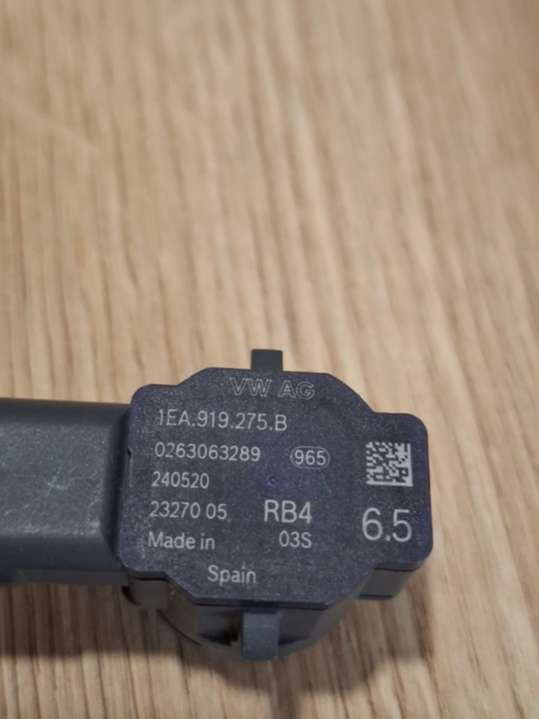 VW AG
1EA.919.275.B
0263063289 965
240520
23270 05 RB4
6.5
Made in 03S
Spain